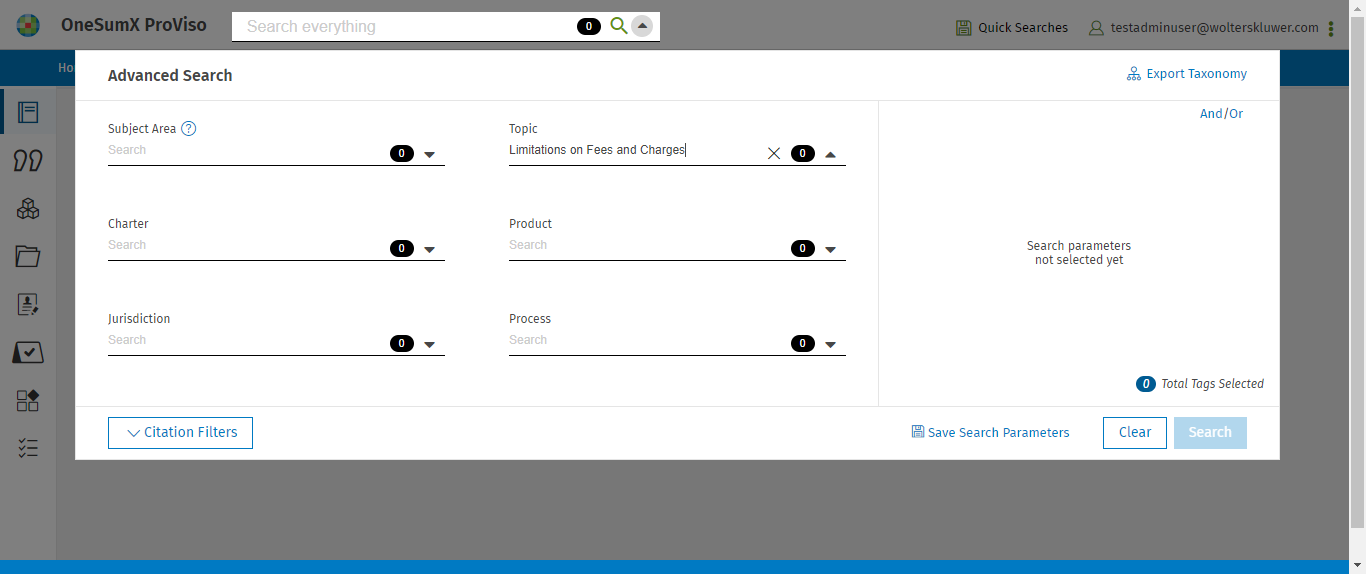 OneSumX ProViso
Search everything
0
Quick Searches
testadminuser@wolterskluwer.com
Advanced Search
Export Taxonomy
And/Or
Subject Area ?
Search
0
Topic
Limitations on Fees and Charges
0
Charter
Search
0
Product
Search
0
Search parameters
not selected yet
Jurisdiction
Search
0
Process
Search
0
0 Total Tags Selected
Citation Filters
Save Search Parameters
Clear
Search